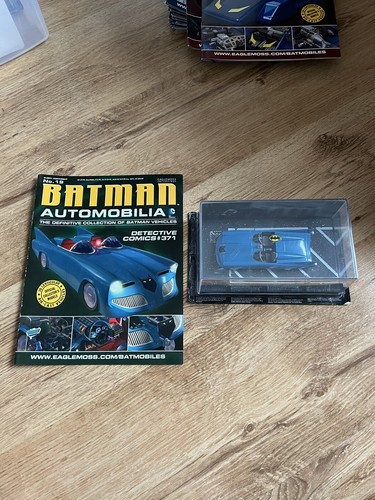 WWW.EAGLEMOSS.COM/BATMOBILES
No. 18
BATMAN
AUTOMOBILIA
THE DEFINITIVE COLLECTION OF BATMAN VEHICLES
DETECTIVE
COMICS #371
WWW.EAGLEMOSS.COM/BATMOBILES